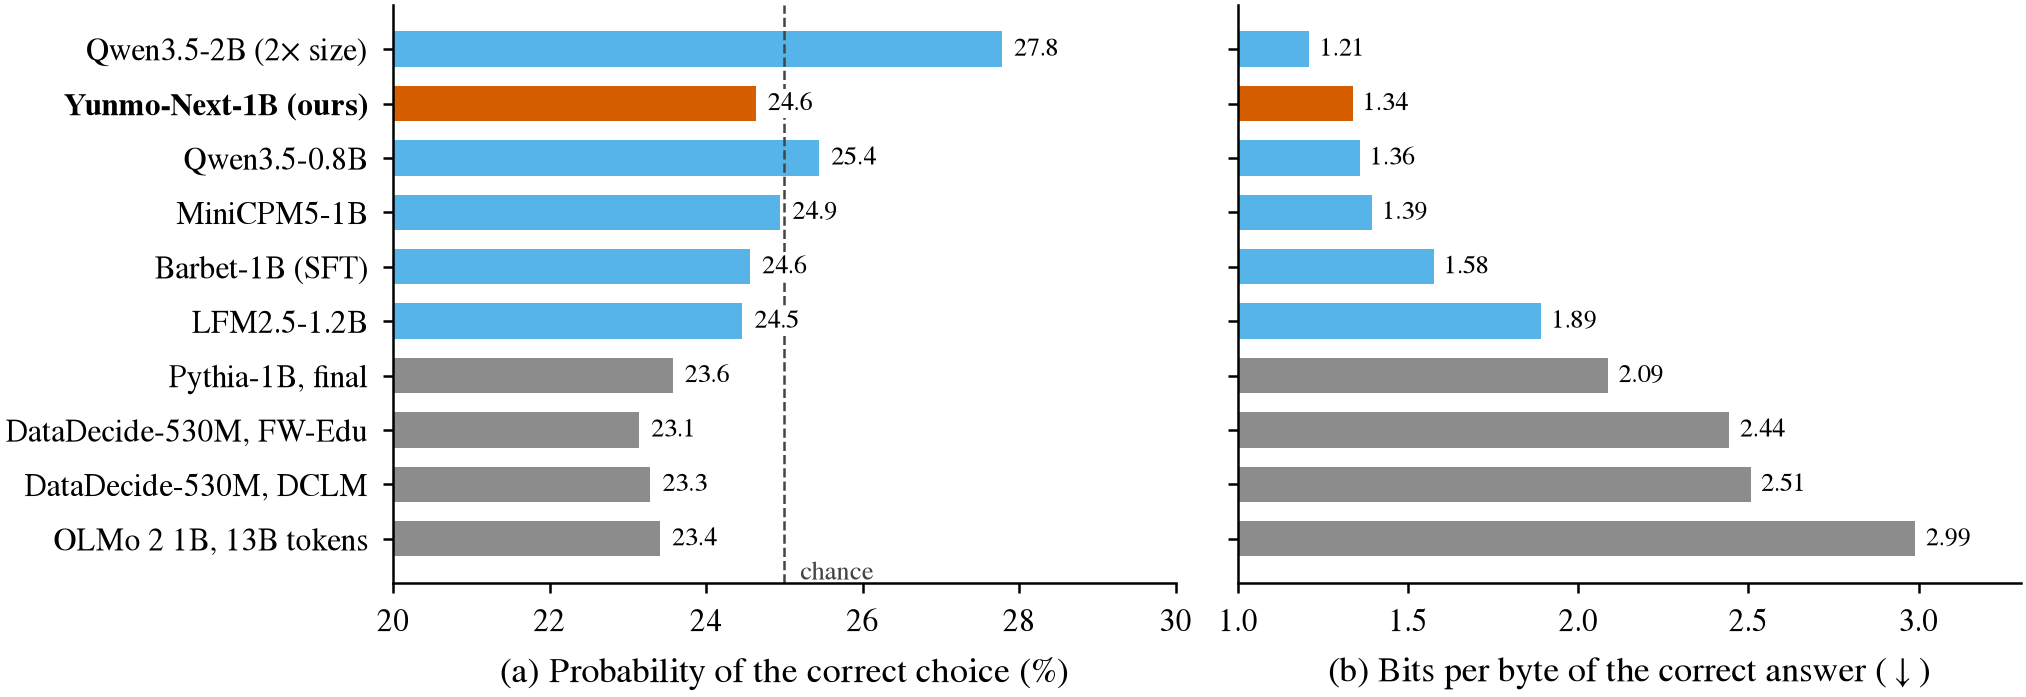 Qwen3.5-2B (2× size) 27.8 1.21
Yunmo-Next-1B (ours) 24.6 1.34
Qwen3.5-0.8B 25.4 1.36
MiniCPM5-1B 24.9 1.39
Barbet-1B (SFT) 24.6 1.58
LFM2.5-1.2B 24.5 1.89
Pythia-1B, final 23.6 2.09
DataDecide-530M, FW-Edu 23.1 2.44
DataDecide-530M, DCLM 23.3 2.51
OLMo 2 1B, 13B tokens 23.4 2.99
chance
20 22 24 26 28 30 1.0 1.5 2.0 2.5 3.0
(a) Probability of the correct choice (%) (b) Bits per byte of the correct answer (↓)